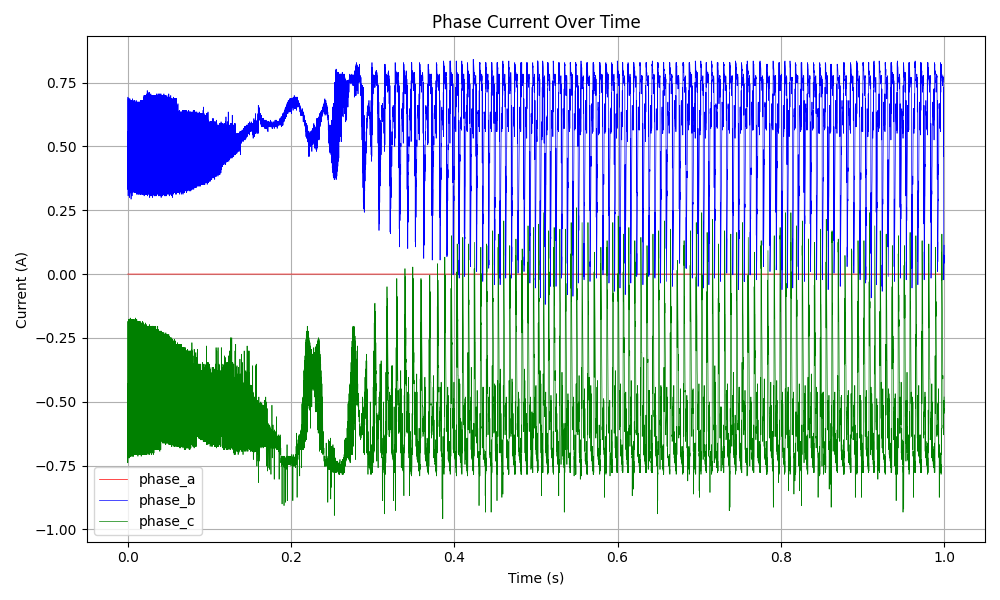 Phase Current Over Time
Current (A)
0.75
0.50
0.25
0.00
−0.25
−0.50
−0.75
−1.00
phase_a
phase_b
phase_c
0.0 0.2 0.4 0.6 0.8 1.0
Time (s)